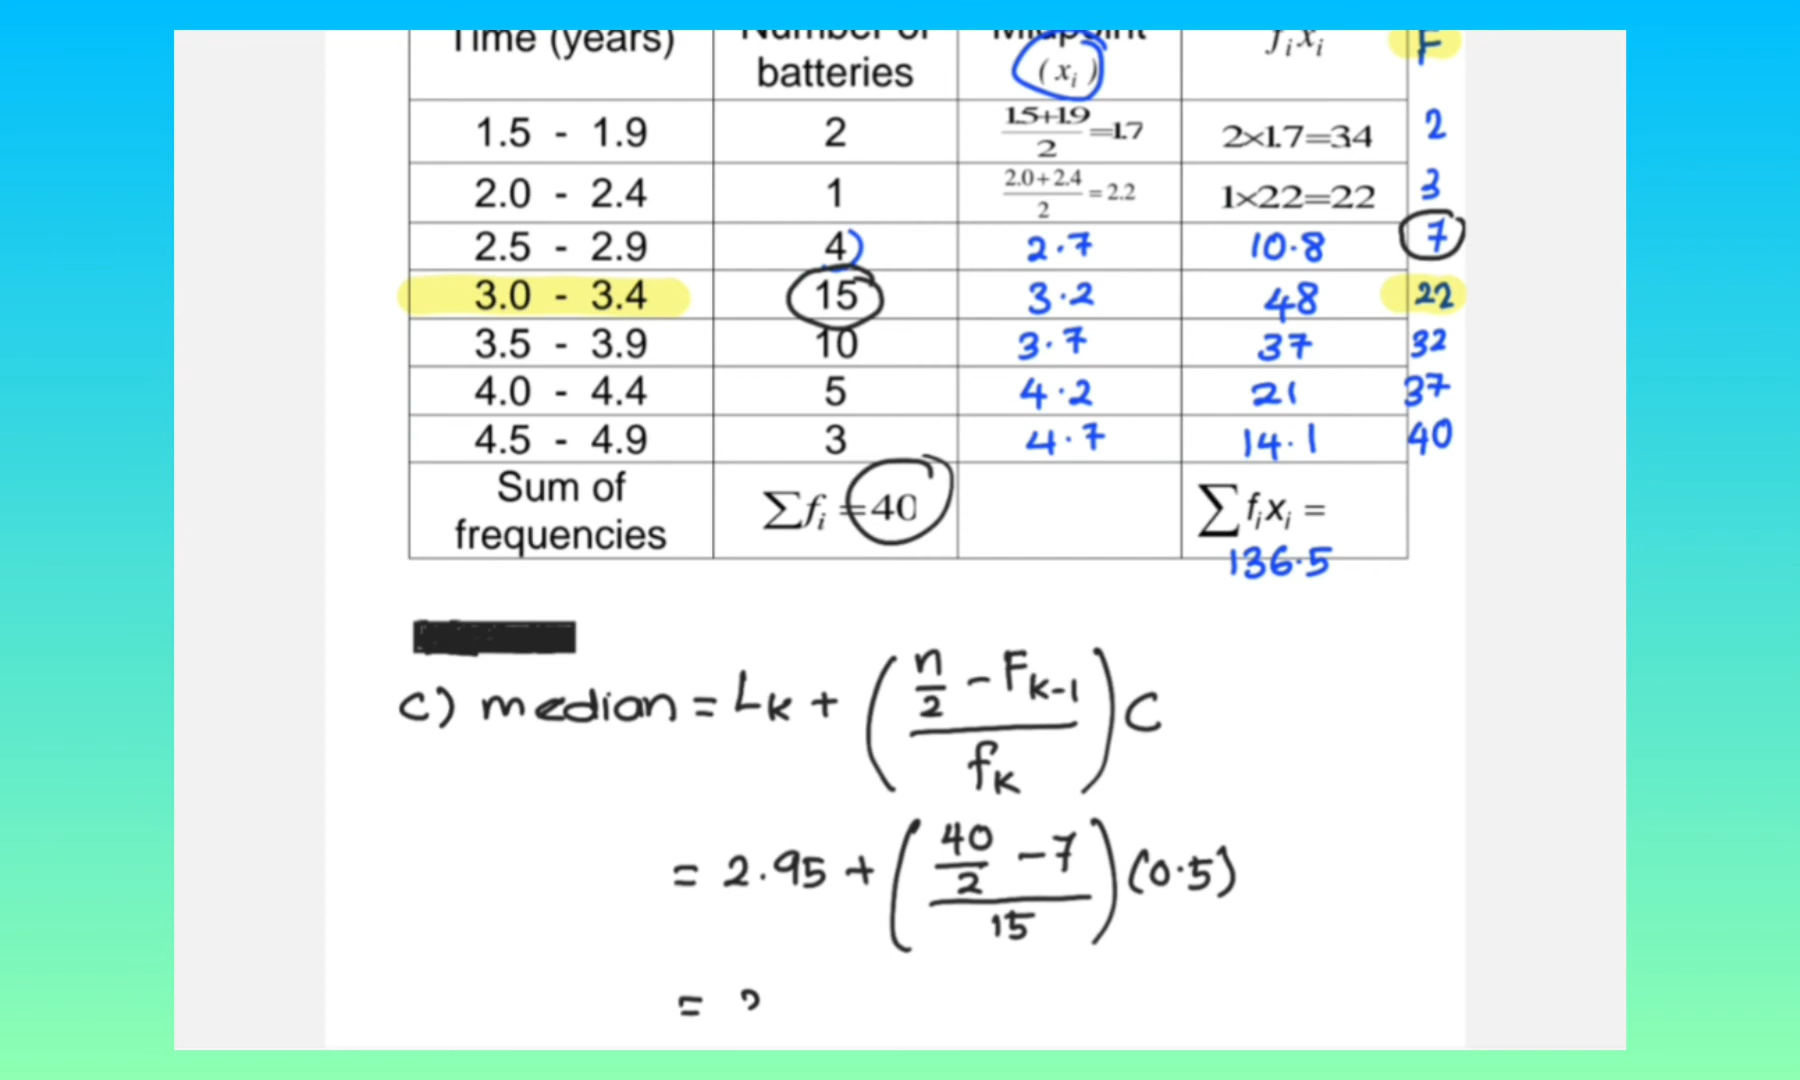 Time (years) Number of Midpoint fᵢxᵢ F
batteries (xᵢ)
1.5 - 1.9 2 1.5+1.9/2=1.7 2×1.7=3.4 2
2.0 - 2.4 1 2.0+2.4/2=2.2 1×2.2=2.2 3
2.5 - 2.9 4 2.7 10.8 7
3.0 - 3.4 15 3.2 48 22
3.5 - 3.9 10 3.7 37 32
4.0 - 4.4 5 4.2 21 37
4.5 - 4.9 3 4.7 14.1 40
Sum of ∑fᵢ=40 ∑fᵢxᵢ =
frequencies 136.5
c) median = Lₖ + ((n/2 - Fₖ₋₁)/fₖ) C
= 2.95 + ((40/2 - 7)/15) (0.5)
=